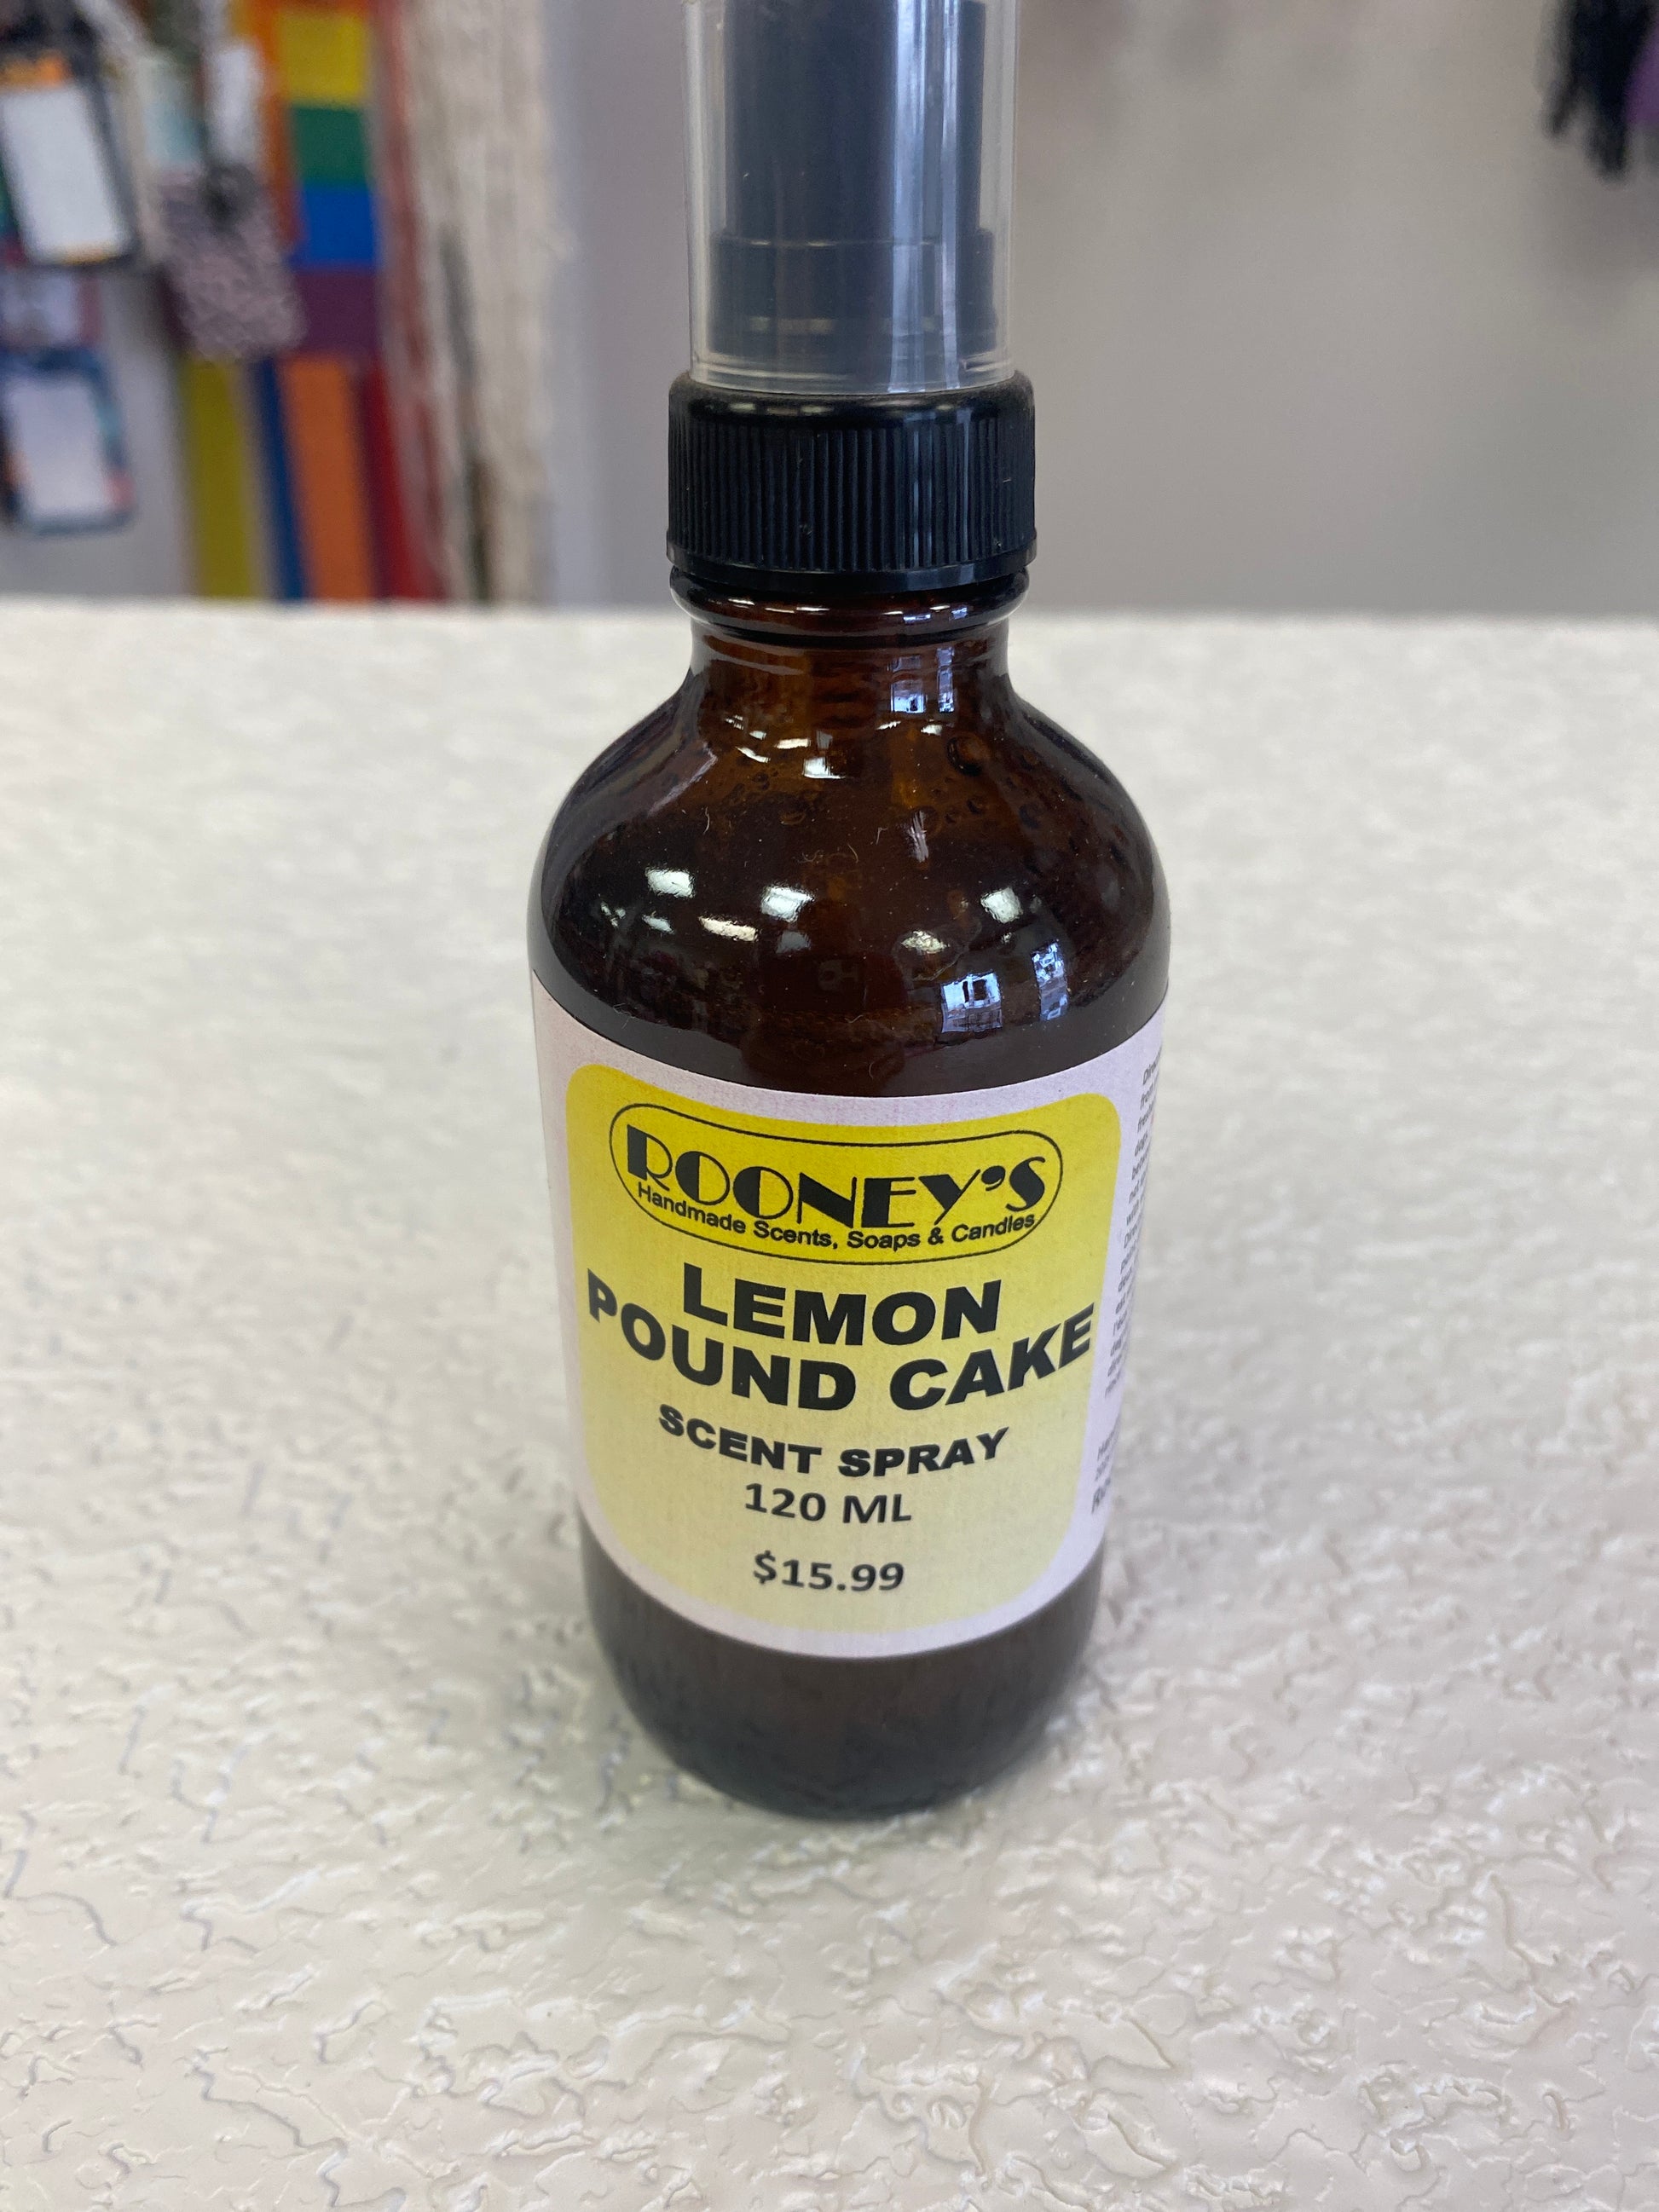 ROONEY'S
Handmade Scents, Soaps & Candles
LEMON
POUND CAKE
SCENT SPRAY
120 ML
$15.99